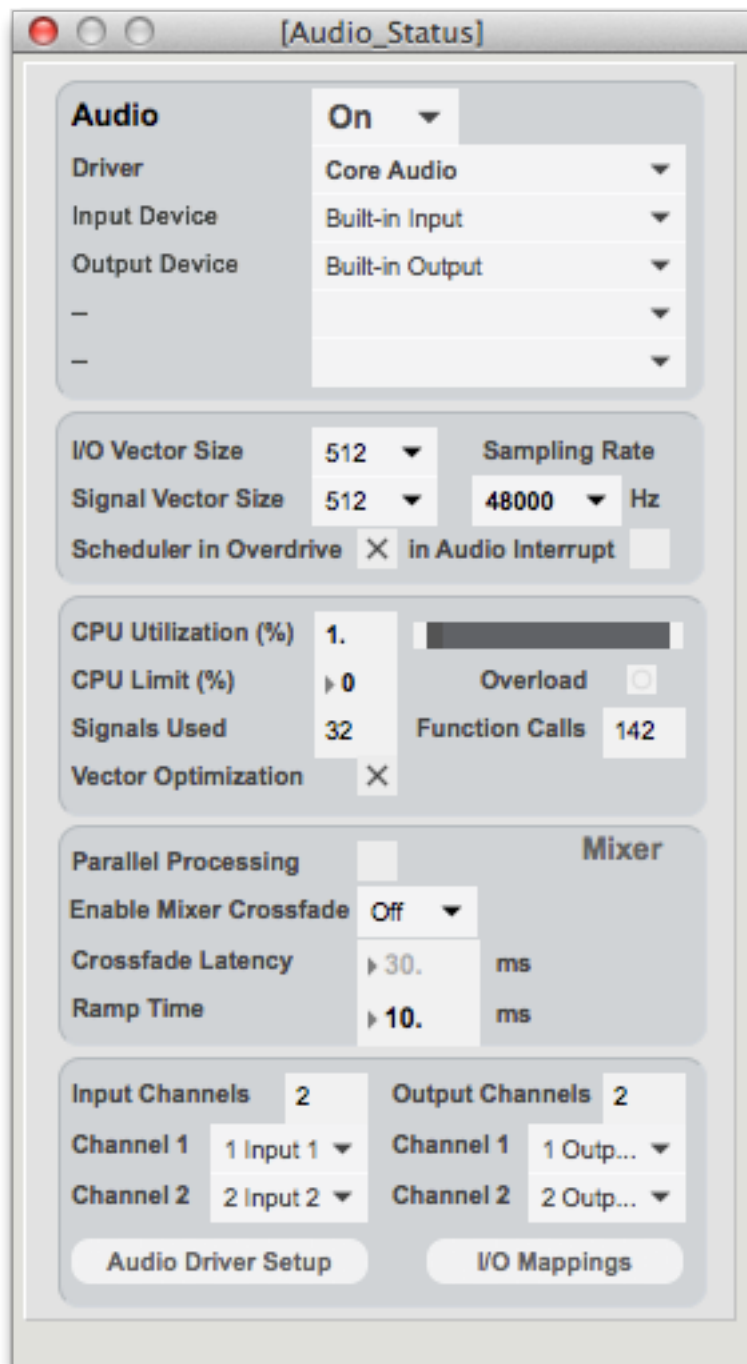 [Audio_Status]
Audio On
Driver Core Audio
Input Device Built-in Input
Output Device Built-in Output
–
–
I/O Vector Size 512 Sampling Rate
Signal Vector Size 512 48000 Hz
Scheduler in Overdrive in Audio Interrupt
CPU Utilization (%) 1.
CPU Limit (%) 0 Overload
Signals Used 32 Function Calls 142
Vector Optimization
Mixer
Parallel Processing
Enable Mixer Crossfade Off
Crossfade Latency 30. ms
Ramp Time 10. ms
Input Channels 2 Output Channels 2
Channel 1 1 Input 1 Channel 1 1 Outp...
Channel 2 2 Input 2 Channel 2 2 Outp...
Audio Driver Setup I/O Mappings